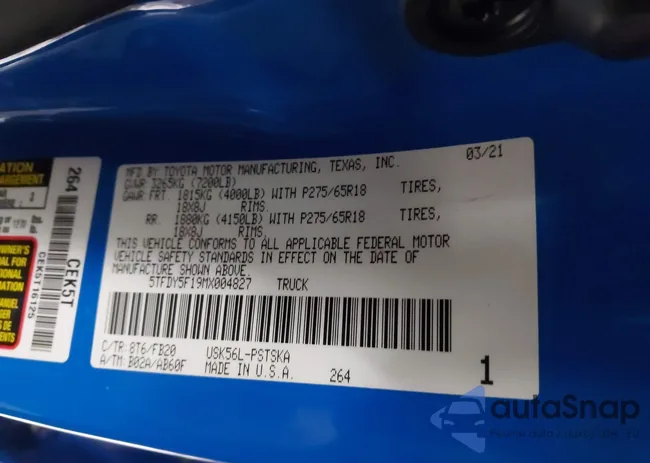 MFD BY TOYOTA MOTOR MANUFACTURING, TEXAS, INC. 03/21
GVWR 3265KG (7200LB)
GAWR FRT. 1815KG (4000LB) WITH P275/65R18 TIRES,
18X8J RIMS,
RR. 1880KG (4150LB) WITH P275/65R18 TIRES,
18X8J RIMS,
THIS VEHICLE CONFORMS TO ALL APPLICABLE FEDERAL MOTOR
VEHICLE SAFETY STANDARDS IN EFFECT ON THE DATE OF
MANUFACTURE SHOWN ABOVE.
5TFDY5F19MX004827 TRUCK
C/TR: 8T6/FB20 USK56L-PSTSKA
A/TM: B02A/AB60F MADE IN U.S.A. 264 1
264 CEK5T
CEK5T16125
autoSnap